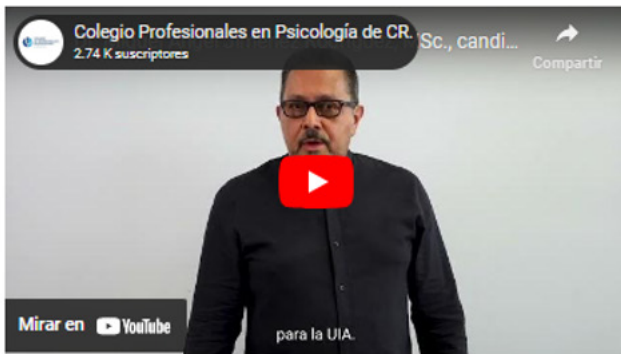 Colegio Profesionales en Psicología de CR.
Sc., candi...
2.74 K suscriptores
Compartir
Mirar en YouTube
para la UIA.